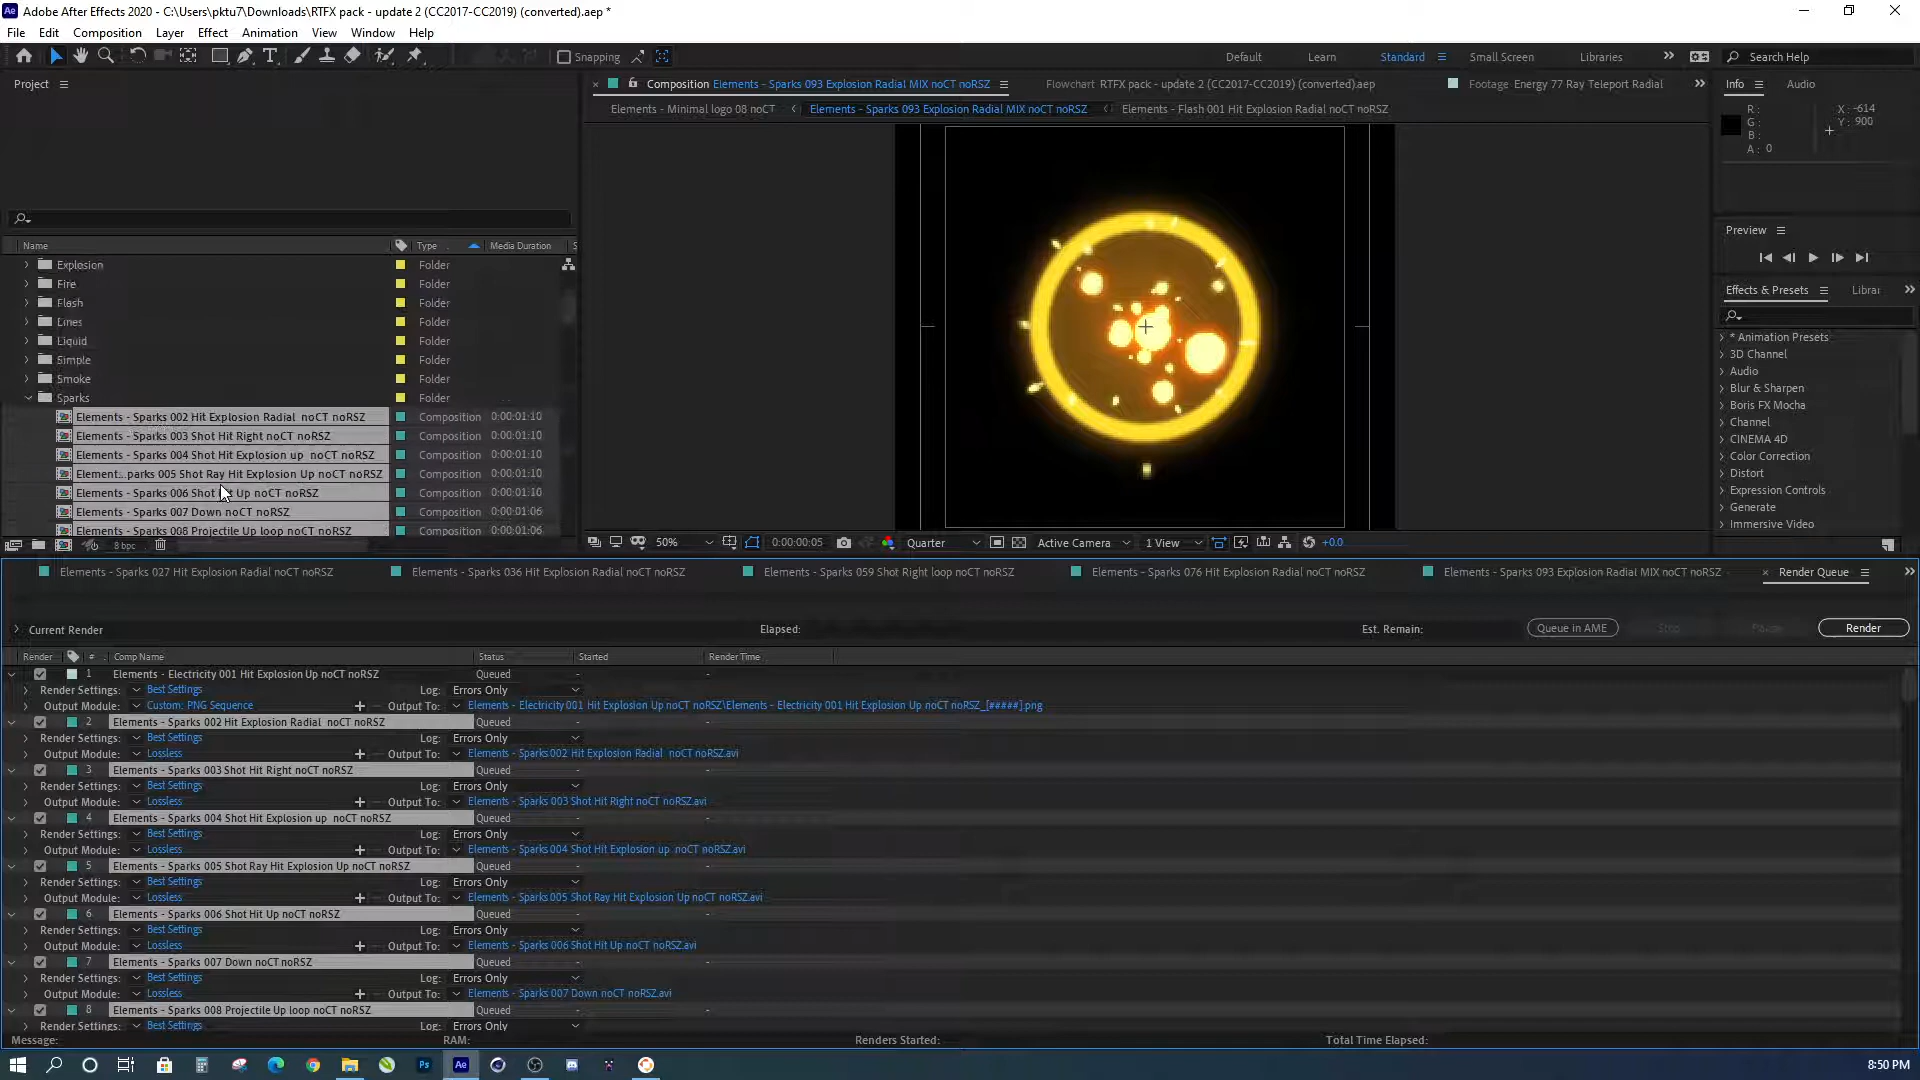 Adobe After Effects 2020 - C:\Users\pktu7\Downloads\RTFX pack - update 2 (CC2017-CC2019) (converted).aep *
File Edit Composition Layer Effect Animation View Window Help
Snapping Default Learn Standard Small Screen Libraries Search Help
Project
Composition Elements - Sparks 093 Explosion Radial MIX noCT noRSZ Flowchart RTFX pack - update 2 (CC2017-CC2019) (converted).aep Footage Energy 77 Ray Teleport Radial
Elements - Minimal logo 08 noCT Elements - Sparks 093 Explosion Radial MIX noCT noRSZ Elements - Flash 001 Hit Explosion Radial noCT noRSZ
Info Audio
R: X: -614
G: Y: 900
B:
A: 0
Preview
Effects & Presets Librar
* Animation Presets
3D Channel
Audio
Blur & Sharpen
Boris FX Mocha
Channel
CINEMA 4D
Color Correction
Distort
Expression Controls
Generate
Immersive Video
Name Type Media Duration S
Explosion Folder
Fire Folder
Flash Folder
Lines Folder
Liquid Folder
Simple Folder
Smoke Folder
Sparks Folder
Elements - Sparks 002 Hit Explosion Radial noCT noRSZ Composition 0:00:01:10
Elements - Sparks 003 Shot Hit Right noCT noRSZ Composition 0:00:01:10
Elements - Sparks 004 Shot Hit Explosion up noCT noRSZ Composition 0:00:01:10
Element...parks 005 Shot Ray Hit Explosion Up noCT noRSZ Composition 0:00:01:10
Elements - Sparks 006 Shot Up noCT noRSZ Composition 0:00:01:10
Elements - Sparks 007 Down noCT noRSZ Composition 0:00:01:06
Elements - Sparks 008 Projectile Up loop noCT noRSZ Composition 0:00:01:06
8 bpc
50% 0:00:00:05 Quarter Active Camera 1 View +0.0
Elements - Sparks 027 Hit Explosion Radial noCT noRSZ Elements - Sparks 036 Hit Explosion Radial noCT noRSZ Elements - Sparks 059 Shot Right loop noCT noRSZ Elements - Sparks 076 Hit Explosion Radial noCT noRSZ Elements - Sparks 093 Explosion Radial MIX noCT noRSZ Render Queue
Current Render Elapsed: Est. Remain: Queue in AME Stop Pause Render
Render # Comp Name Status Started Render Time
1 Elements - Electricity 001 Hit Explosion Up noCT noRSZ Queued - -
Render Settings: Best Settings Log: Errors Only
Output Module: Custom: PNG Sequence Output To: Elements - Electricity 001 Hit Explosion Up noCT noRSZ\Elements - Electricity 001 Hit Explosion Up noCT noRSZ_[#####].png
2 Elements - Sparks 002 Hit Explosion Radial noCT noRSZ Queued - -
Render Settings: Best Settings Log: Errors Only
Output Module: Lossless Output To: Elements - Sparks 002 Hit Explosion Radial noCT noRSZ.avi
3 Elements - Sparks 003 Shot Hit Right noCT noRSZ Queued - -
Render Settings: Best Settings Log: Errors Only
Output Module: Lossless Output To: Elements - Sparks 003 Shot Hit Right noCT noRSZ.avi
4 Elements - Sparks 004 Shot Hit Explosion up noCT noRSZ Queued - -
Render Settings: Best Settings Log: Errors Only
Output Module: Lossless Output To: Elements - Sparks 004 Shot Hit Explosion up noCT noRSZ.avi
5 Elements - Sparks 005 Shot Ray Hit Explosion Up noCT noRSZ Queued - -
Render Settings: Best Settings Log: Errors Only
Output Module: Lossless Output To: Elements - Sparks 005 Shot Ray Hit Explosion Up noCT noRSZ.avi
6 Elements - Sparks 006 Shot Hit Up noCT noRSZ Queued - -
Render Settings: Best Settings Log: Errors Only
Output Module: Lossless Output To: Elements - Sparks 006 Shot Hit Up noCT noRSZ.avi
7 Elements - Sparks 007 Down noCT noRSZ Queued - -
Render Settings: Best Settings Log: Errors Only
Output Module: Lossless Output To: Elements - Sparks 007 Down noCT noRSZ.avi
8 Elements - Sparks 008 Projectile Up loop noCT noRSZ Queued - -
Render Settings: Best Settings Log: Errors Only
Message: RAM: Renders Started: Total Time Elapsed:
8:50 PM